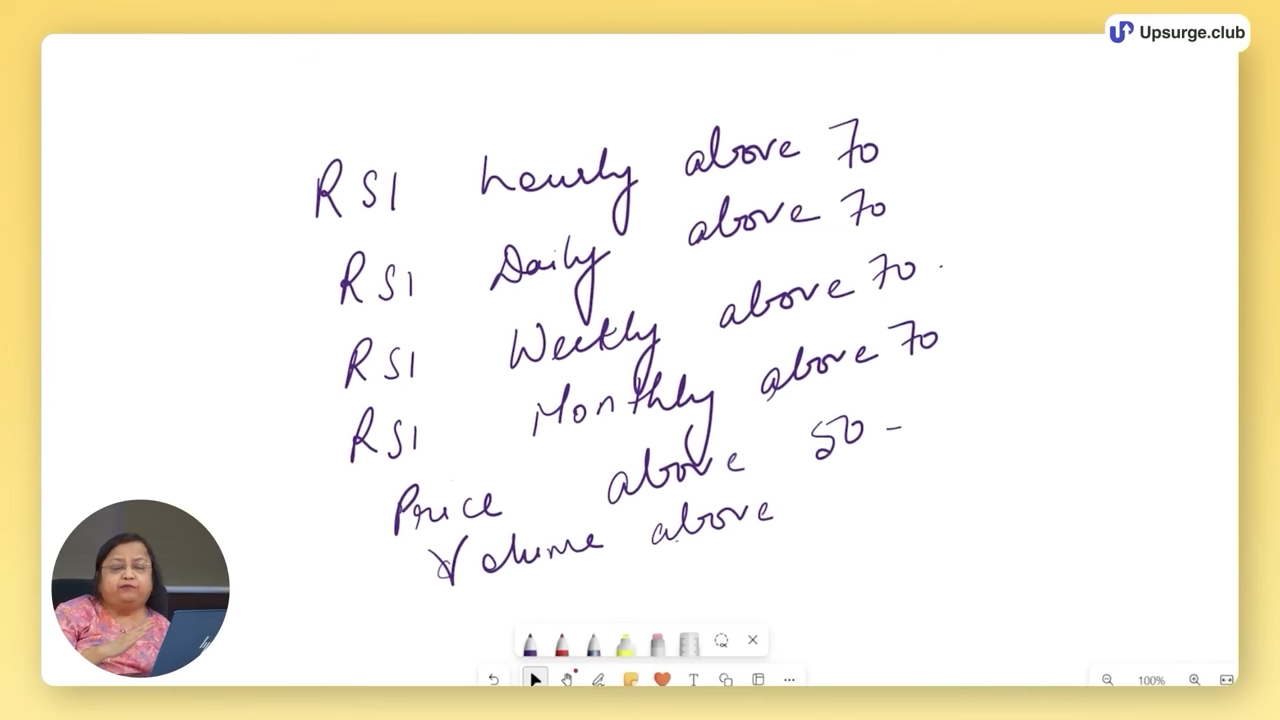 Upsurge.club
RSI hourly above 70
RSI Daily above 70
RSI Weekly above 70.
RSI Monthly above 70
Price above 50 -
Volume above
100%